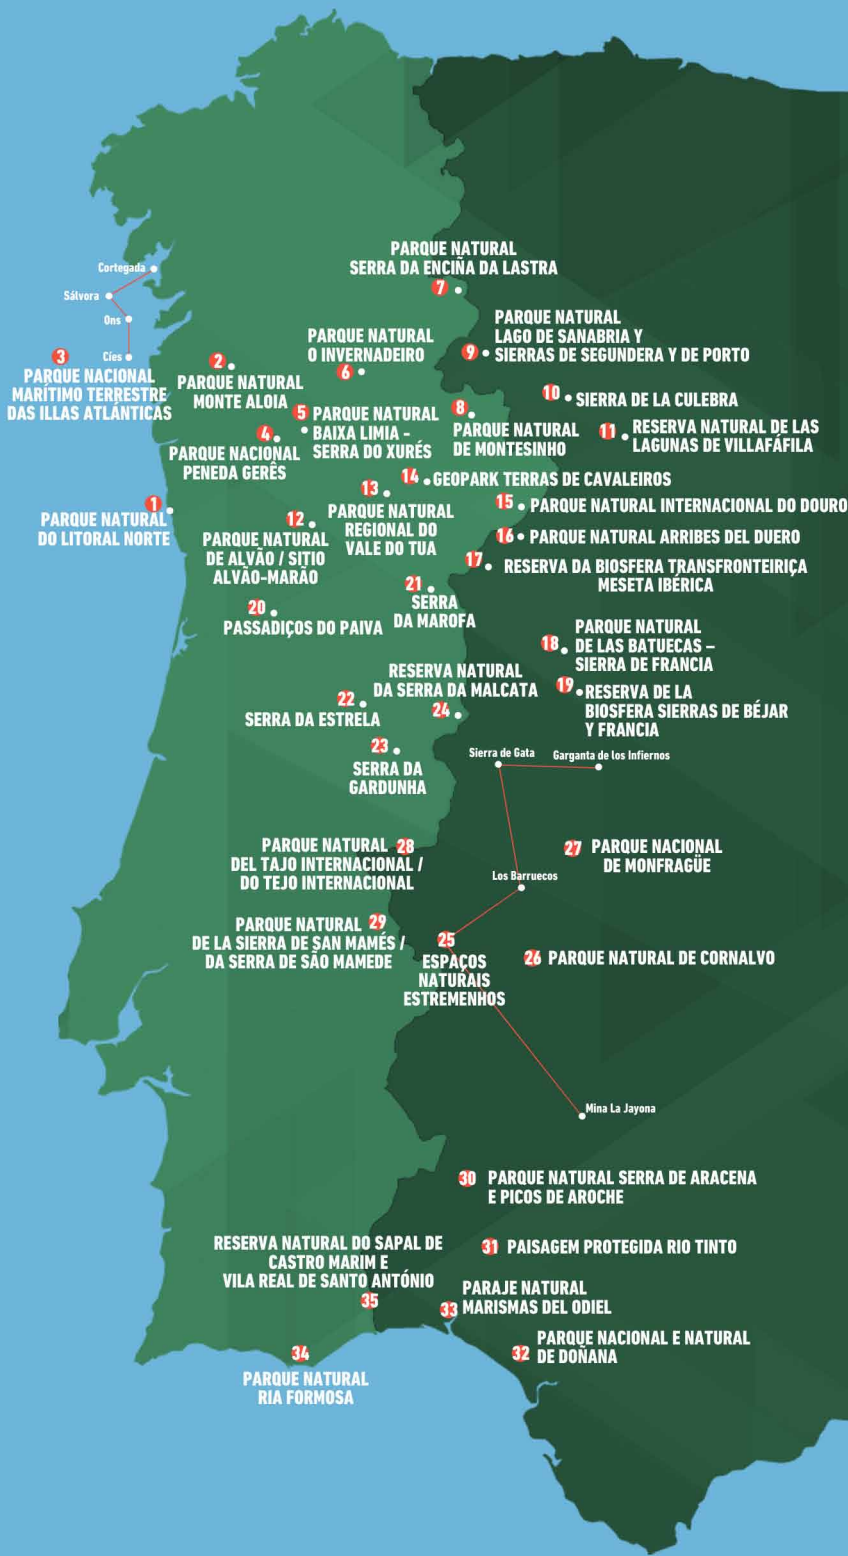 PARQUE NATURAL
SERRA DA ENCIÑA DA LASTRA
7
Cortegada
Sálvora
Ons
Cíes
3
PARQUE NACIONAL
MARÍTIMO TERRESTRE
DAS ILLAS ATLÁNTICAS
2
PARQUE NATURAL
MONTE ALOIA
PARQUE NATURAL
O INVERNADEIRO
6
9
PARQUE NATURAL
LAGO DE SANABRIA Y
SIERRAS DE SEGUNDERA Y DE PORTO
5
PARQUE NATURAL
BAIXA LIMIA –
SERRA DO XURÉS
4
PARQUE NACIONAL
PENEDA GERÊS
8
PARQUE NATURAL
DE MONTESINHO
10
SIERRA DE LA CULEBRA
11
RESERVA NATURAL DE LAS
LAGUNAS DE VILLAFÁFILA
14
GEOPARK TERRAS DE CAVALEIROS
1
PARQUE NATURAL
DO LITORAL NORTE
12
PARQUE NATURAL
DE ALVÃO / SITIO
ALVÃO-MARÃO
13
PARQUE NATURAL
REGIONAL DO
VALE DO TUA
15
PARQUE NATURAL INTERNACIONAL DO DOURO
16
PARQUE NATURAL ARRIBES DEL DUERO
17
RESERVA DA BIOSFERA TRANSFRONTEIRIÇA
MESETA IBÉRICA
21
SERRA
DA MAROFA
20
PASSADIÇOS DO PAIVA
18
PARQUE NATURAL
DE LAS BATUECAS –
SIERRA DE FRANCIA
RESERVA NATURAL
DA SERRA DA MALCATA
24
19
RESERVA DE LA
BIOSFERA SIERRAS DE BÉJAR
Y FRANCIA
22
SERRA DA ESTRELA
23
SERRA DA
GARDUNHA
Sierra de Gata
Garganta de los Infiernos
PARQUE NATURAL
DEL TAJO INTERNACIONAL /
DO TEJO INTERNACIONAL
28
27
PARQUE NACIONAL
DE MONFRAGÜE
Los Barruecos
29
PARQUE NATURAL
DE LA SIERRA DE SAN MAMÉS /
DA SERRA DE SÃO MAMEDE
25
ESPAÇOS
NATURAIS
ESTREMENHOS
26
PARQUE NATURAL DE CORNALVO
Mina La Jayona
30
PARQUE NATURAL SERRA DE ARACENA
E PICOS DE AROCHE
31
PAISAGEM PROTEGIDA RIO TINTO
RESERVA NATURAL DO SAPAL DE
CASTRO MARIM E
VILA REAL DE SANTO ANTÓNIO
35
33
PARAJE NATURAL
MARISMAS DEL ODIEL
32
PARQUE NACIONAL E NATURAL
DE DOÑANA
34
PARQUE NATURAL
RIA FORMOSA